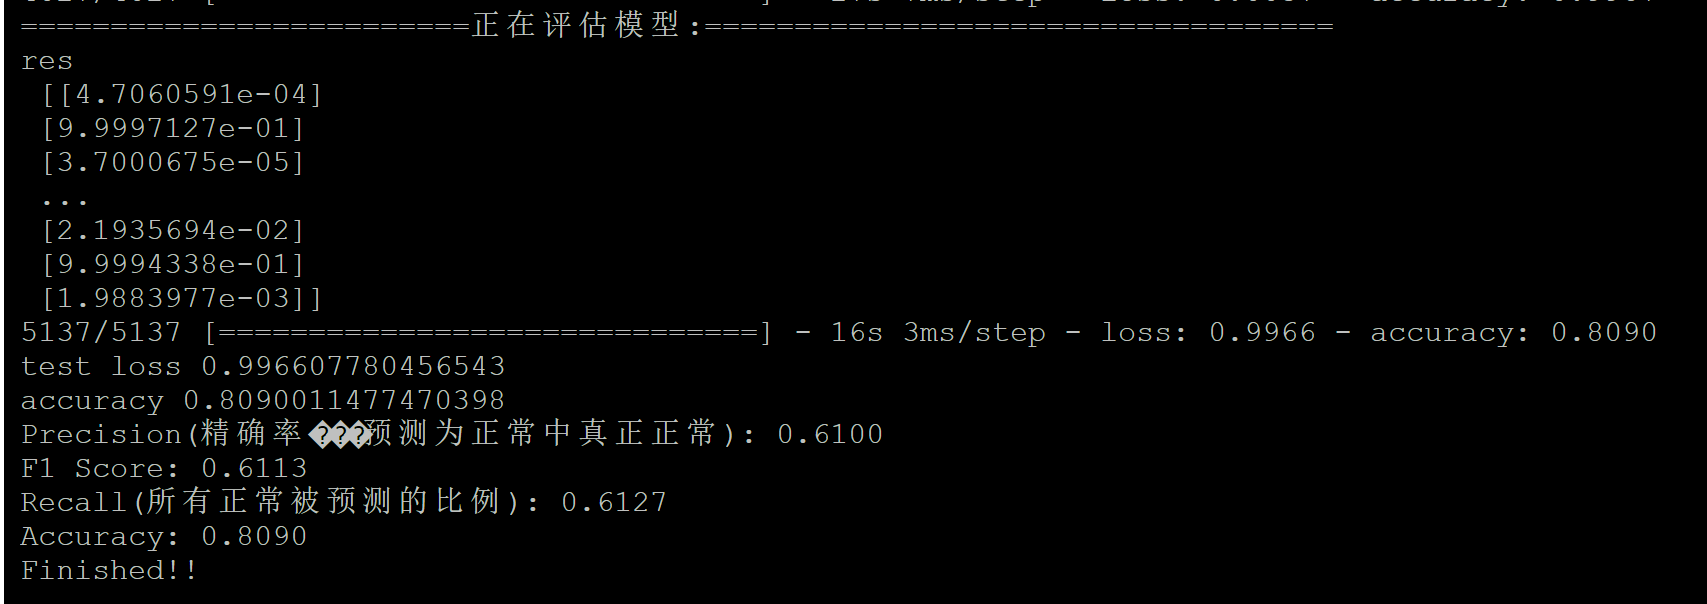 =========================正在评估模型:===================================
res
[[4.7060591e-04]
[9.9997127e-01]
[3.7000675e-05]
...
[2.1935694e-02]
[9.9994338e-01]
[1.9883977e-03]]
5137/5137 [==============================] - 16s 3ms/step - loss: 0.9966 - accuracy: 0.8090
test loss 0.996607780456543
accuracy 0.8090011477470398
Precision(精确率���预测为正常中真正正常): 0.6100
F1 Score: 0.6113
Recall(所有正常被预测的比例): 0.6127
Accuracy: 0.8090
Finished!!